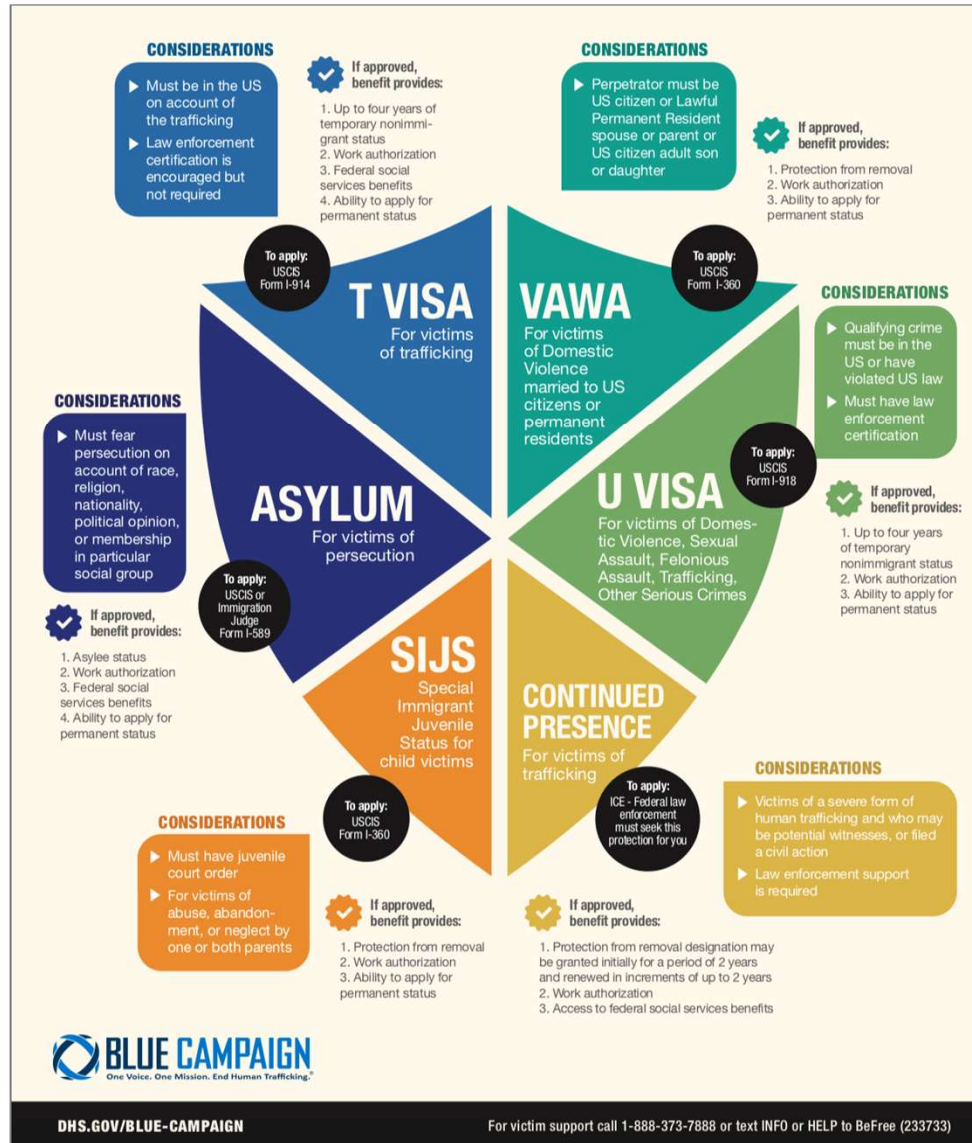 CONSIDERATIONS
Must be in the US
on account of
the trafficking
Law enforcement
certification is
encouraged but
not required
If approved,
benefit provides:
1. Up to four years of
temporary nonimmi-
grant status
2. Work authorization
3. Federal social
services benefits
4. Ability to apply for
permanent status
To apply:
USCIS
Form I-914
T VISA
For victims
of trafficking
CONSIDERATIONS
Perpetrator must be
US citizen or Lawful
Permanent Resident
spouse or parent or
US citizen adult son
or daughter
If approved,
benefit provides:
1. Protection from removal
2. Work authorization
3. Ability to apply for
permanent status
To apply:
USCIS
Form I-360
VAWA
For victims
of Domestic
Violence
married to US
citizens or
permanent
residents
CONSIDERATIONS
Qualifying crime
must be in the
US or have
violated US law
Must have law
enforcement
certification
To apply:
USCIS
Form I-918
U VISA
For victims of Domes-
tic Violence, Sexual
Assault, Felonious
Assault, Trafficking,
Other Serious Crimes
If approved,
benefit provides:
1. Up to four years
of temporary
nonimmigrant status
2. Work authorization
3. Ability to apply for
permanent status
CONSIDERATIONS
Must fear
persecution on
account of race,
religion,
nationality,
political opinion,
or membership
in particular
social group
ASYLUM
For victims of
persecution
To apply:
USCIS or
Immigration
Judge
Form I-589
If approved,
benefit provides:
1. Asylee status
2. Work authorization
3. Federal social
services benefits
4. Ability to apply for
permanent status
SIJS
Special
Immigrant
Juvenile
Status for
child victims
To apply:
USCIS
Form I-360
CONSIDERATIONS
Must have juvenile
court order
For victims of
abuse, abandon-
ment, or neglect by
one or both parents
If approved,
benefit provides:
1. Protection from removal
2. Work authorization
3. Ability to apply for
permanent status
CONTINUED
PRESENCE
For victims of
trafficking
To apply:
ICE - Federal law
enforcement
must seek this
protection for you
CONSIDERATIONS
Victims of a severe form of
human trafficking and who may
be potential witnesses, or filed
a civil action
Law enforcement support
is required
If approved,
benefit provides:
1. Protection from removal designation may
be granted initially for a period of 2 years
and renewed in increments of up to 2 years
2. Work authorization
3. Access to federal social services benefits
BLUE CAMPAIGN
One Voice. One Mission. End Human Trafficking.®
DHS.GOV/BLUE-CAMPAIGN
For victim support call 1-888-373-7888 or text INFO or HELP to BeFree (233733)